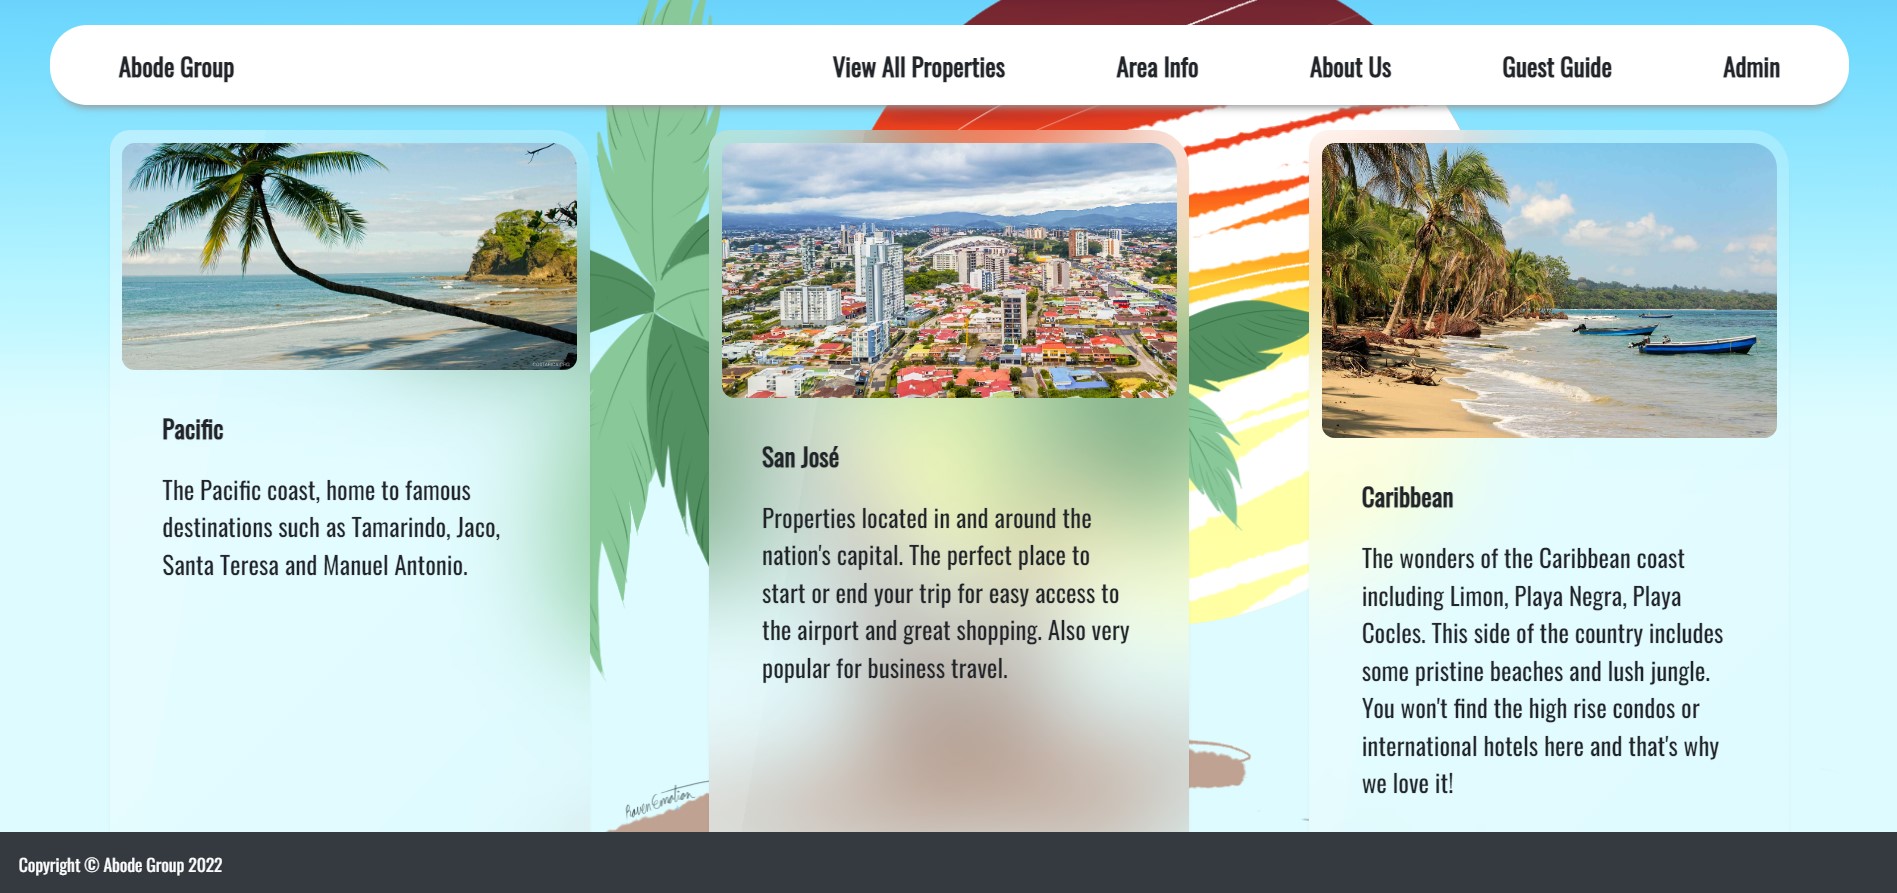 Abode Group
View All Properties
Area Info
About Us
Guest Guide
Admin
Pacific
The Pacific coast, home to famous
destinations such as Tamarindo, Jaco,
Santa Teresa and Manuel Antonio.
San José
Properties located in and around the
nation's capital. The perfect place to
start or end your trip for easy access to
the airport and great shopping. Also very
popular for business travel.
Caribbean
The wonders of the Caribbean coast
including Limon, Playa Negra, Playa
Cocles. This side of the country includes
some pristine beaches and lush jungle.
You won't find the high rise condos or
international hotels here and that's why
we love it!
Copyright © Abode Group 2022